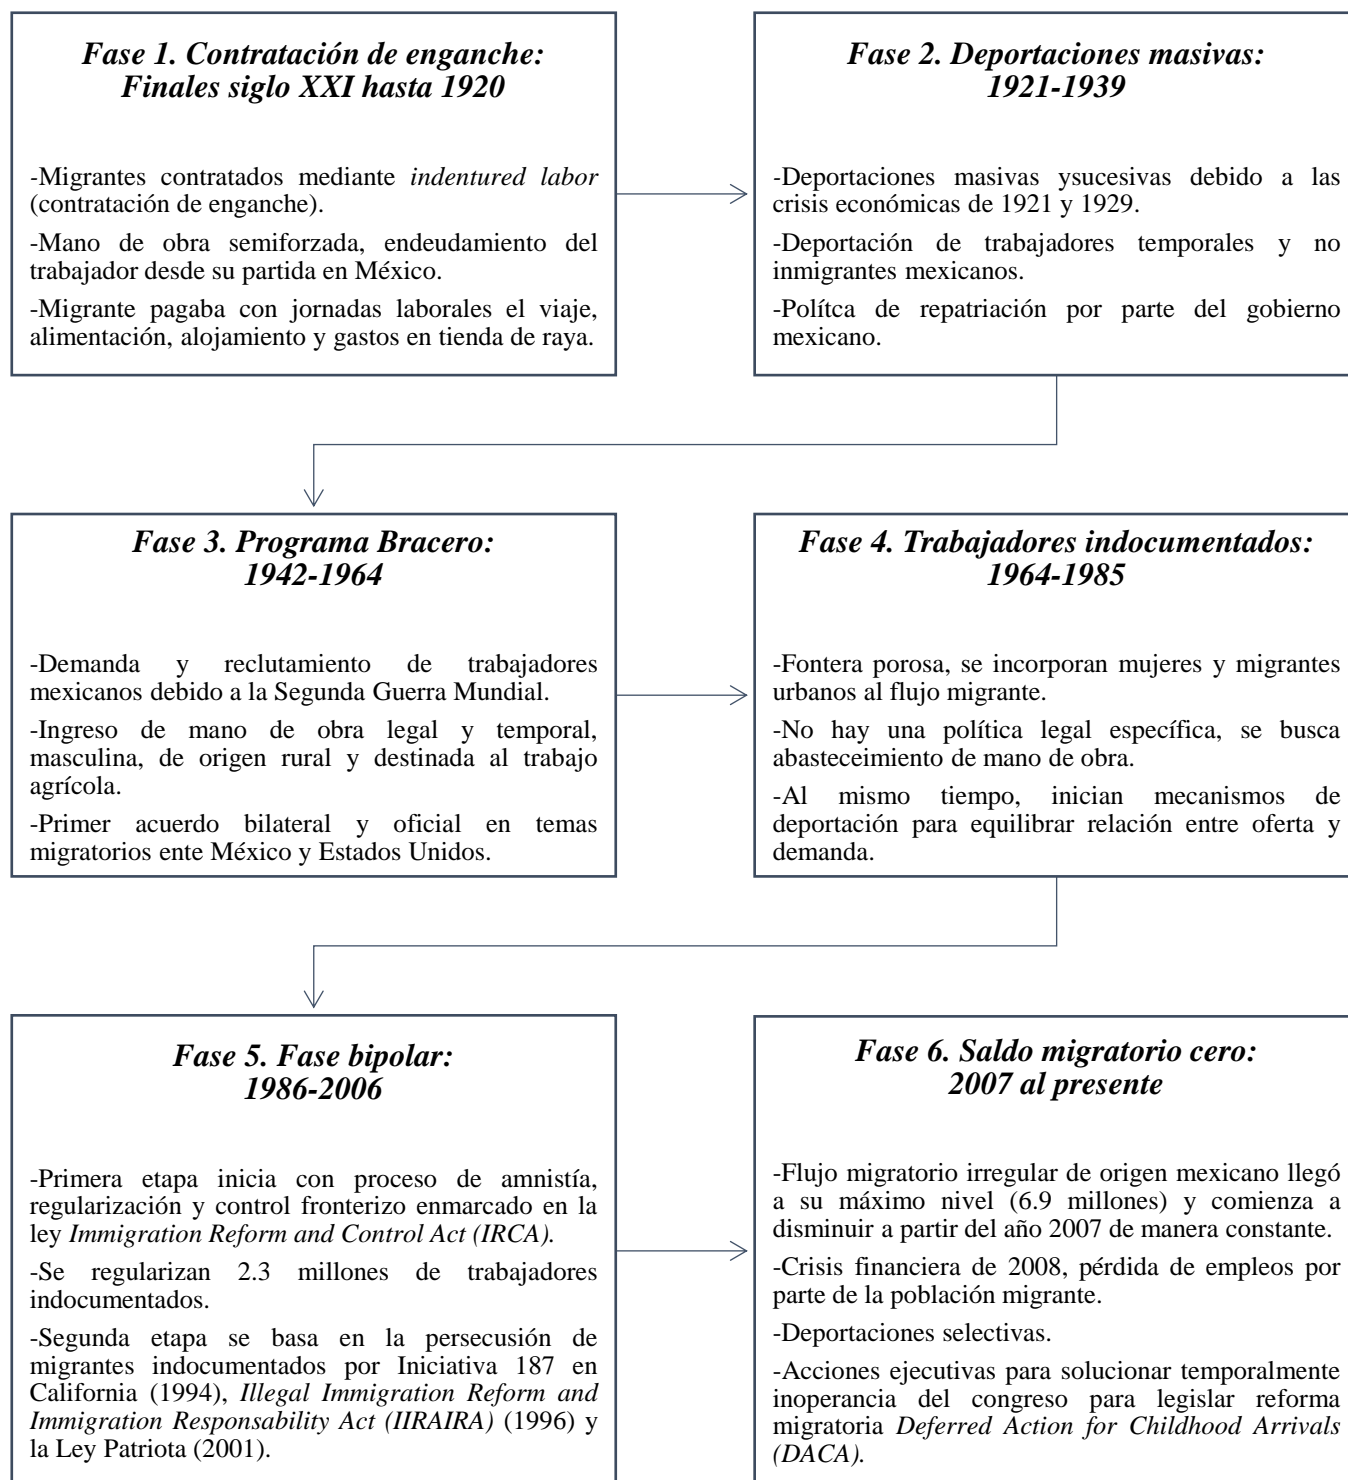 Fase 1. Contratación de enganche:
Finales siglo XXI hasta 1920
-Migrantes contratados mediante indentured labor
(contratación de enganche).
-Mano de obra semiforzada, endeudamiento del
trabajador desde su partida en México.
-Migrante pagaba con jornadas laborales el viaje,
alimentación, alojamiento y gastos en tienda de raya.
Fase 2. Deportaciones masivas:
1921-1939
-Deportaciones masivas ysucesivas debido a las
crisis económicas de 1921 y 1929.
-Deportación de trabajadores temporales y no
inmigrantes mexicanos.
-Polítca de repatriación por parte del gobierno
mexicano.
Fase 3. Programa Bracero:
1942-1964
-Demanda y reclutamiento de trabajadores
mexicanos debido a la Segunda Guerra Mundial.
-Ingreso de mano de obra legal y temporal,
masculina, de origen rural y destinada al trabajo
agrícola.
-Primer acuerdo bilateral y oficial en temas
migratorios ente México y Estados Unidos.
Fase 4. Trabajadores indocumentados:
1964-1985
-Fontera porosa, se incorporan mujeres y migrantes
urbanos al flujo migrante.
-No hay una política legal específica, se busca
abasteceimiento de mano de obra.
-Al mismo tiempo, inician mecanismos de
deportación para equilibrar relación entre oferta y
demanda.
Fase 5. Fase bipolar:
1986-2006
-Primera etapa inicia con proceso de amnistía,
regularización y control fronterizo enmarcado en la
ley Immigration Reform and Control Act (IRCA).
-Se regularizan 2.3 millones de trabajadores
indocumentados.
-Segunda etapa se basa en la persecusión de
migrantes indocumentados por Iniciativa 187 en
California (1994), Illegal Immigration Reform and
Immigration Responsability Act (IIRAIRA) (1996) y
la Ley Patriota (2001).
Fase 6. Saldo migratorio cero:
2007 al presente
-Flujo migratorio irregular de origen mexicano llegó
a su máximo nivel (6.9 millones) y comienza a
disminuir a partir del año 2007 de manera constante.
-Crisis financiera de 2008, pérdida de empleos por
parte de la población migrante.
-Deportaciones selectivas.
-Acciones ejecutivas para solucionar temporalmente
inoperancia del congreso para legislar reforma
migratoria Deferred Action for Childhood Arrivals
(DACA).